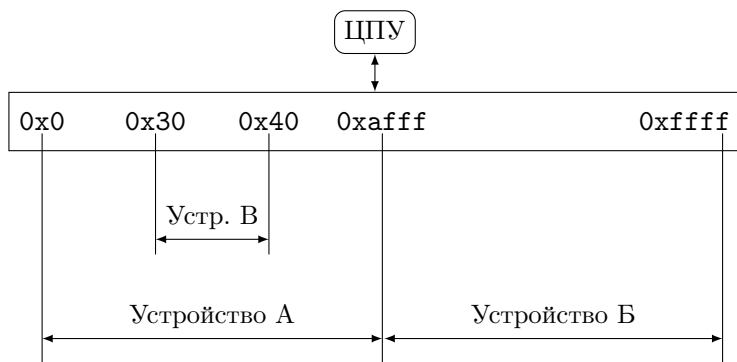 ЦПУ
0x0 0x30 0x40 0xafff 0xffff
Устр. В
Устройство А Устройство Б